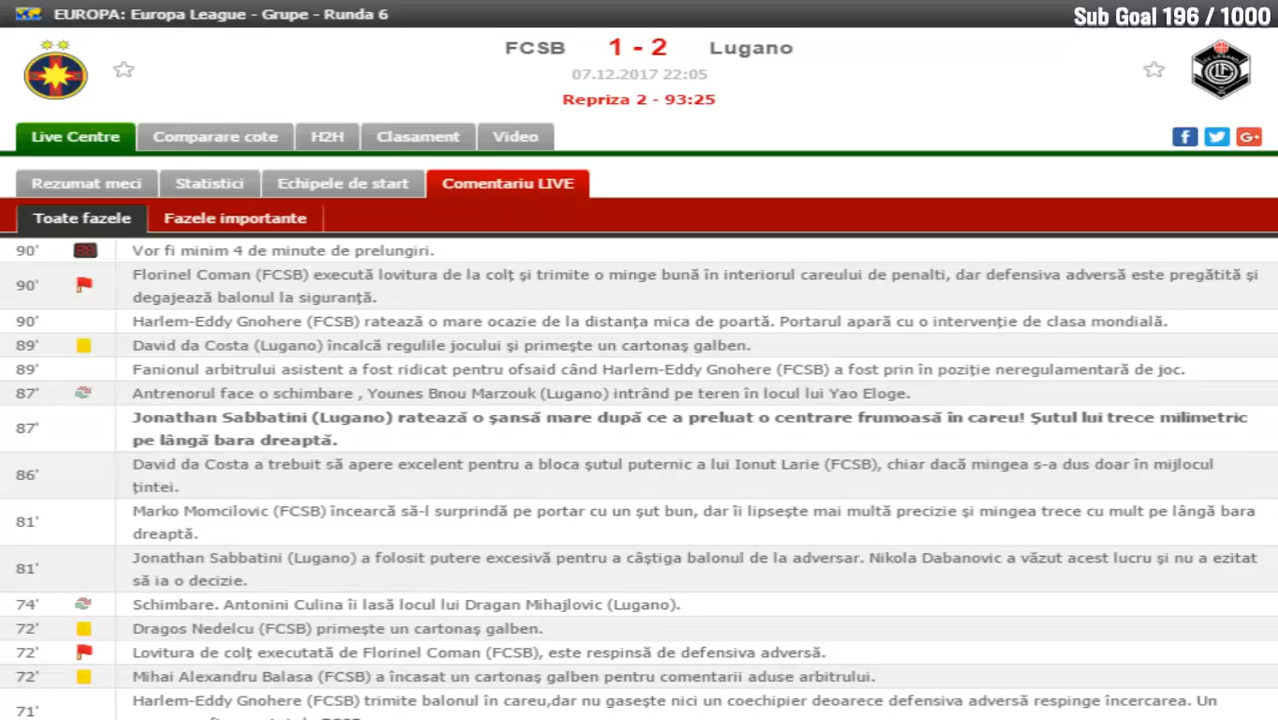 EUROPA: Europa League - Grupe - Runda 6
Sub Goal 196 / 1000
FCSB 1 - 2 Lugano
07.12.2017 22:05
Repriza 2 - 93:25
Live Centre Comparare cote H2H Clasament Video
Rezumat meci Statistici Echipele de start Comentariu LIVE
Toate fazele Fazele importante
90' Vor fi minim 4 de minute de prelungiri.
90' Florinel Coman (FCSB) execută lovitura de la colț și trimite o minge bună în interiorul careului de penalti, dar defensiva adversă este pregătită și
degajează balonul la siguranță.
90' Harlem-Eddy Gnohere (FCSB) ratează o mare ocazie de la distanța mica de poartă. Portarul apară cu o intervenție de clasa mondială.
89' David da Costa (Lugano) încalcă regulile jocului și primește un cartonaș galben.
89' Fanionul arbitrului asistent a fost ridicat pentru ofsaid când Harlem-Eddy Gnohere (FCSB) a fost prin în poziție neregulamentară de joc.
87' Antrenorul face o schimbare , Younes Bnou Marzouk (Lugano) intrând pe teren în locul lui Yao Eloge.
87' Jonathan Sabbatini (Lugano) ratează o șansă mare după ce a preluat o centrare frumoasă în careu! Șutul lui trece milimetric
pe lângă bara dreaptă.
86' David da Costa a trebuit să apere excelent pentru a bloca șutul puternic a lui Ionut Larie (FCSB), chiar dacă mingea s-a dus doar în mijlocul
țintei.
81' Marko Momcilovic (FCSB) încearcă să-l surprindă pe portar cu un șut bun, dar îi lipsește mai multă precizie și mingea trece cu mult pe lângă bara
dreaptă.
81' Jonathan Sabbatini (Lugano) a folosit putere excesivă pentru a câștiga balonul de la adversar. Nikola Dabanovic a văzut acest lucru și nu a ezitat
să ia o decizie.
74' Schimbare. Antonini Culina îi lasă locul lui Dragan Mihajlovic (Lugano).
72' Dragos Nedelcu (FCSB) primește un cartonaș galben.
72' Lovitura de colț executată de Florinel Coman (FCSB), este respinsă de defensiva adversă.
72' Mihai Alexandru Balasa (FCSB) a încasat un cartonaș galben pentru comentarii aduse arbitrului.
71' Harlem-Eddy Gnohere (FCSB) trimite balonul în careu,dar nu gasește nici un coechipier deoarece defensiva adversă respinge încercarea. Un